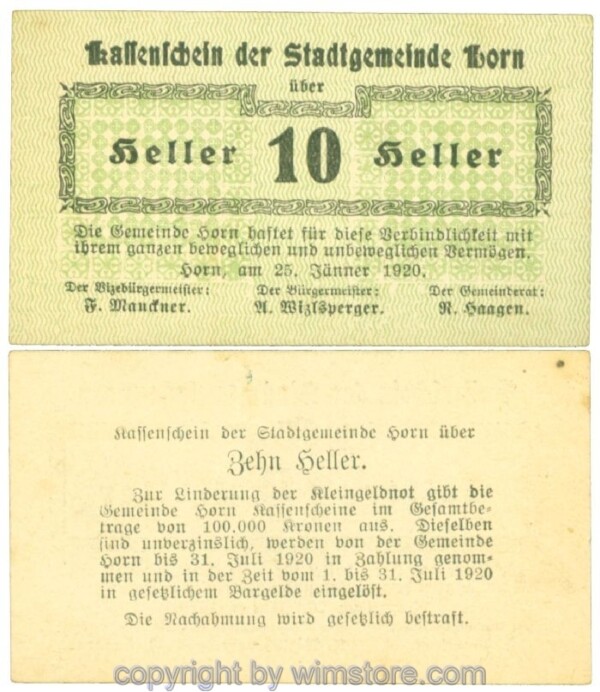 Kassenschein der Stadtgemeinde Horn
über
Heller 10 Heller
Die Gemeinde Horn haftet für diese Verbindlichkeit mit
ihrem ganzen beweglichen und unbeweglichen Vermögen.
Horn, am 25. Jänner 1920.
Der Vizebürgermeister: Der Bürgermeister: Der Gemeinderat:
F. Mauckner. A. Wizlsperger. R. Haagen.
Kassenschein der Stadtgemeinde Horn über
Zehn Heller.
Zur Linderung der Kleingeldnot gibt die
Gemeinde Horn Kassenscheine im Gesamtbe-
trage von 100.000 Kronen aus. Dieselben
sind unverzinslich, werden von der Gemeinde
Horn bis 31. Juli 1920 in Zahlung genom-
men und in der Zeit vom 1. bis 31. Juli 1920
in gesetzlichem Bargelde eingelöst.
Die Nachahmung wird gesetzlich bestraft.
copyright by wimstore.com